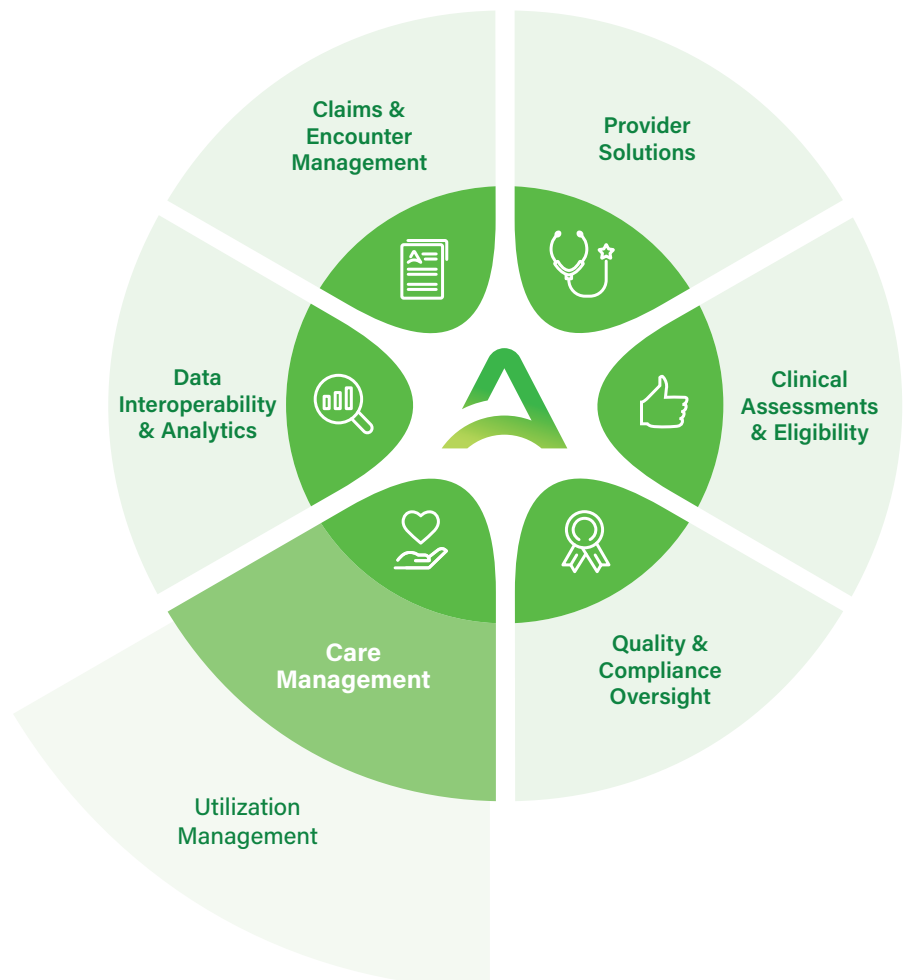 Claims &
Encounter
Management
Provider
Solutions
Data
Interoperability
& Analytics
Clinical
Assessments
& Eligibility
Care
Management
Quality &
Compliance
Oversight
Utilization
Management